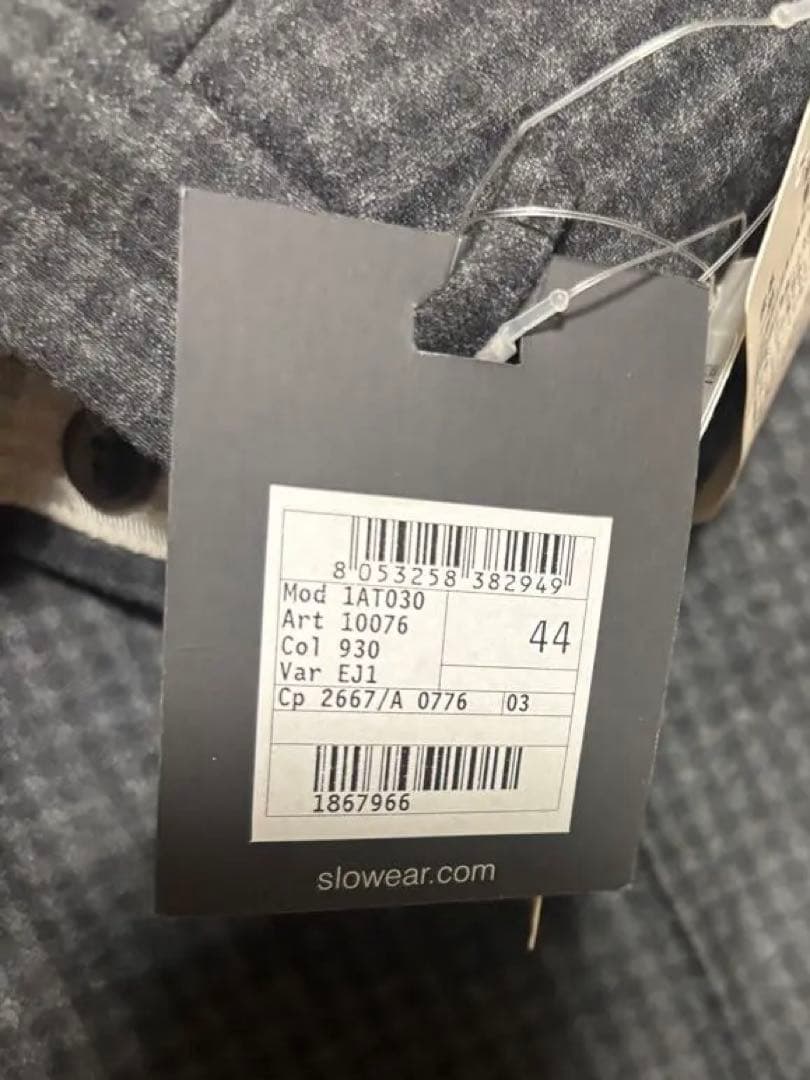 8 053258 382949
Mod 1AT030
Art 10076
Col 930
Var EJ1
44
Cp 2667/A 0776 03
1867966
slowear.com